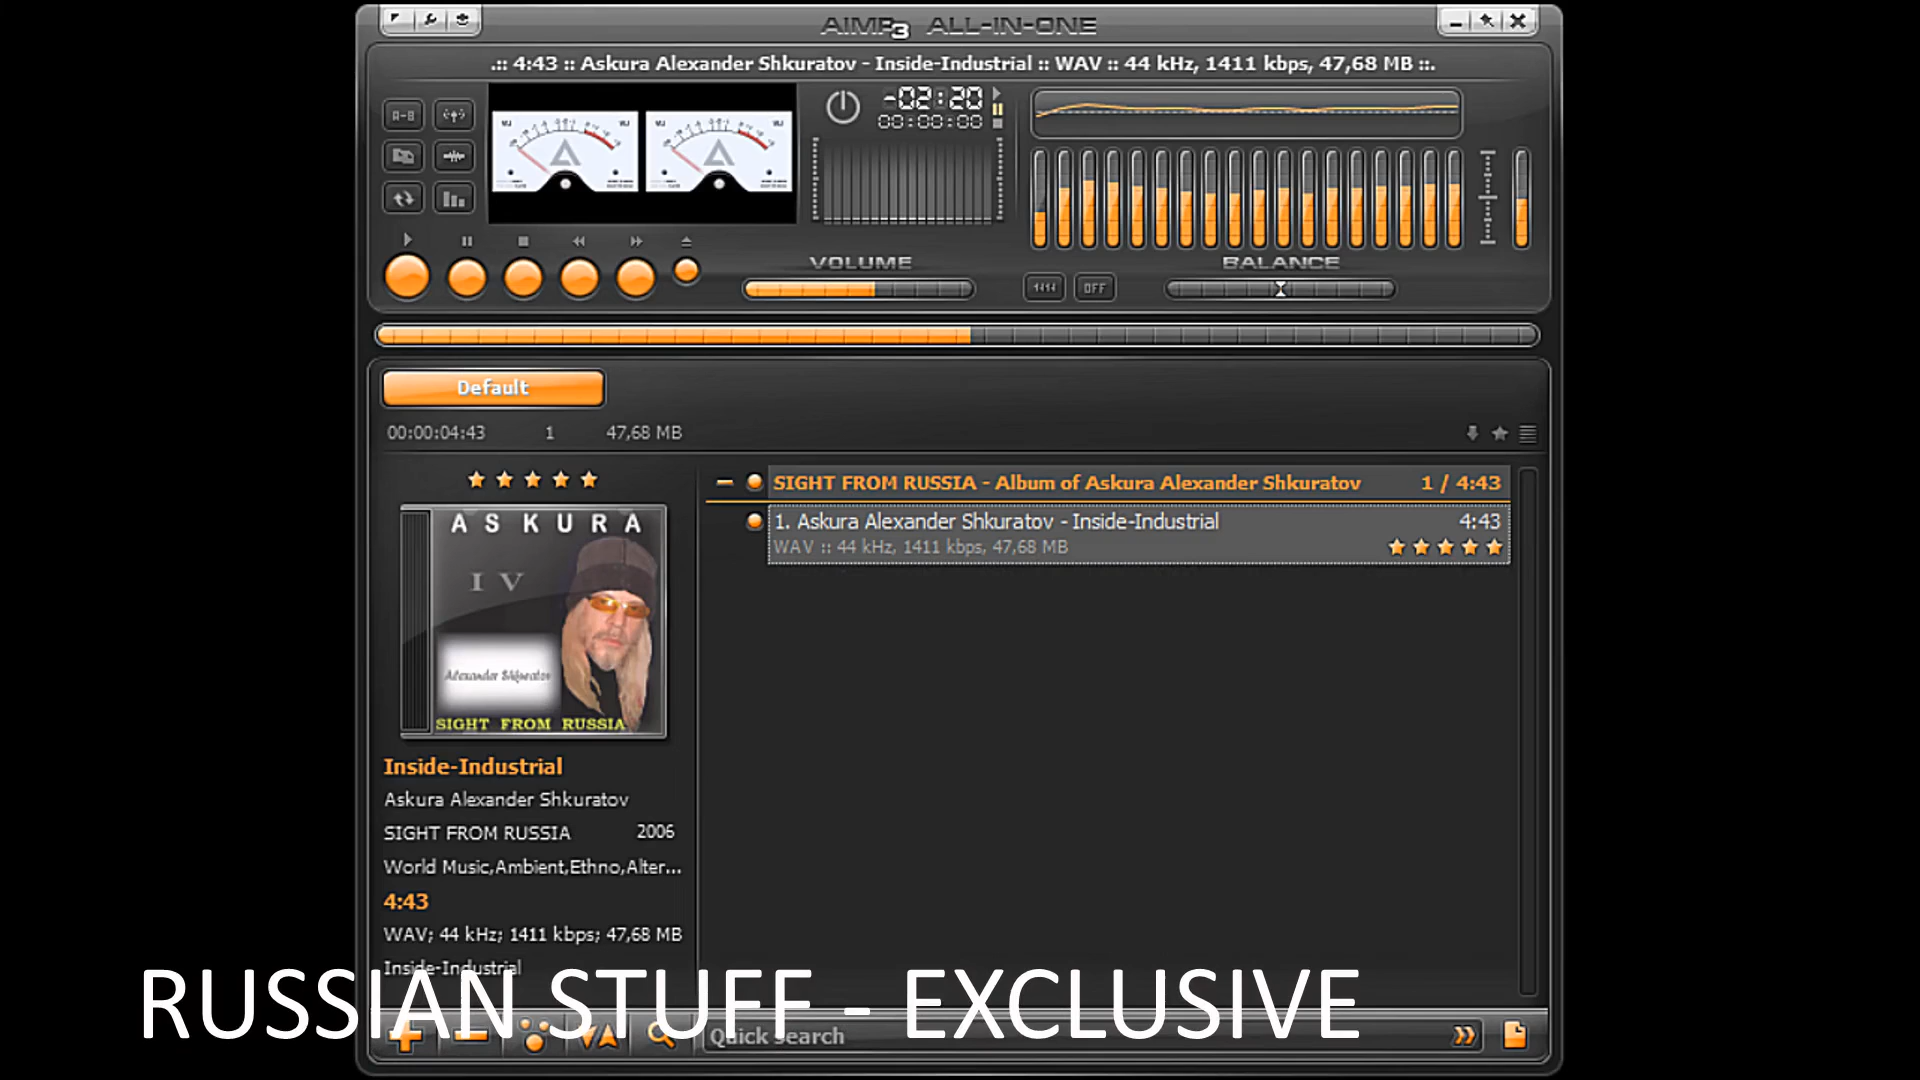 AIMP3 ALL-IN-ONE
.:: 4:43 :: Askura Alexander Shkuratov - Inside-Industrial :: WAV :: 44 kHz, 1411 kbps, 47,68 MB ::.
A-B
-02:20
00:00:00
VOLUME
OFF
BALANCE
Default
00:00:04:43 1 47,68 MB
SIGHT FROM RUSSIA - Album of Askura Alexander Shkuratov 1 / 4:43
1. Askura Alexander Shkuratov - Inside-Industrial 4:43
WAV :: 44 kHz, 1411 kbps, 47,68 MB
ASKURA
IV
Alexander Shkuratov
SIGHT FROM RUSSIA
Inside-Industrial
Askura Alexander Shkuratov
SIGHT FROM RUSSIA 2006
World Music,Ambient,Ethno,Alter...
4:43
WAV; 44 kHz; 1411 kbps; 47,68 MB
Inside-Industrial
RUSSIAN STUFF - EXCLUSIVE
Quick search